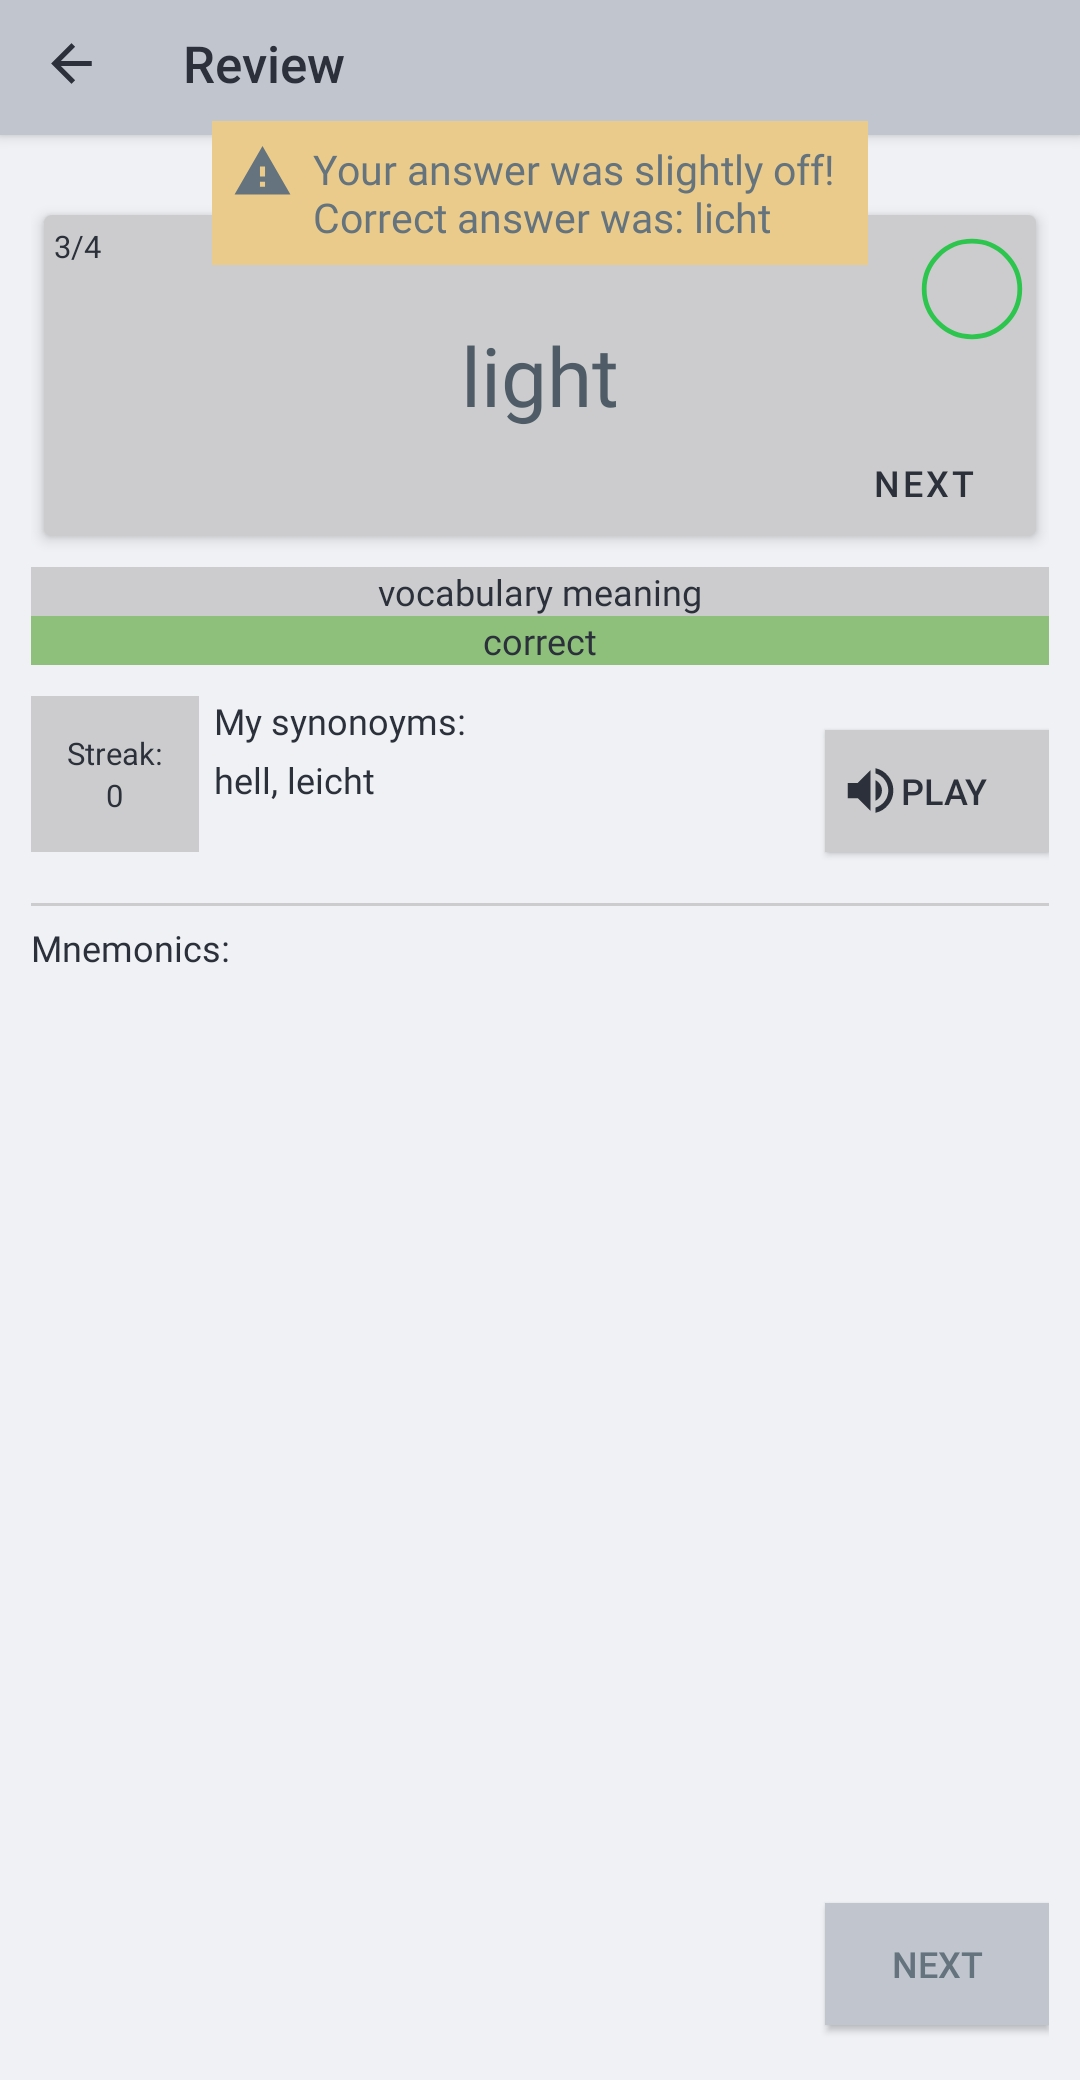 Review
Your answer was slightly off!
Correct answer was: licht
3/4
light
NEXT
vocabulary meaning
correct
Streak:
0
My synonoyms:
hell, leicht
PLAY
Mnemonics:
NEXT